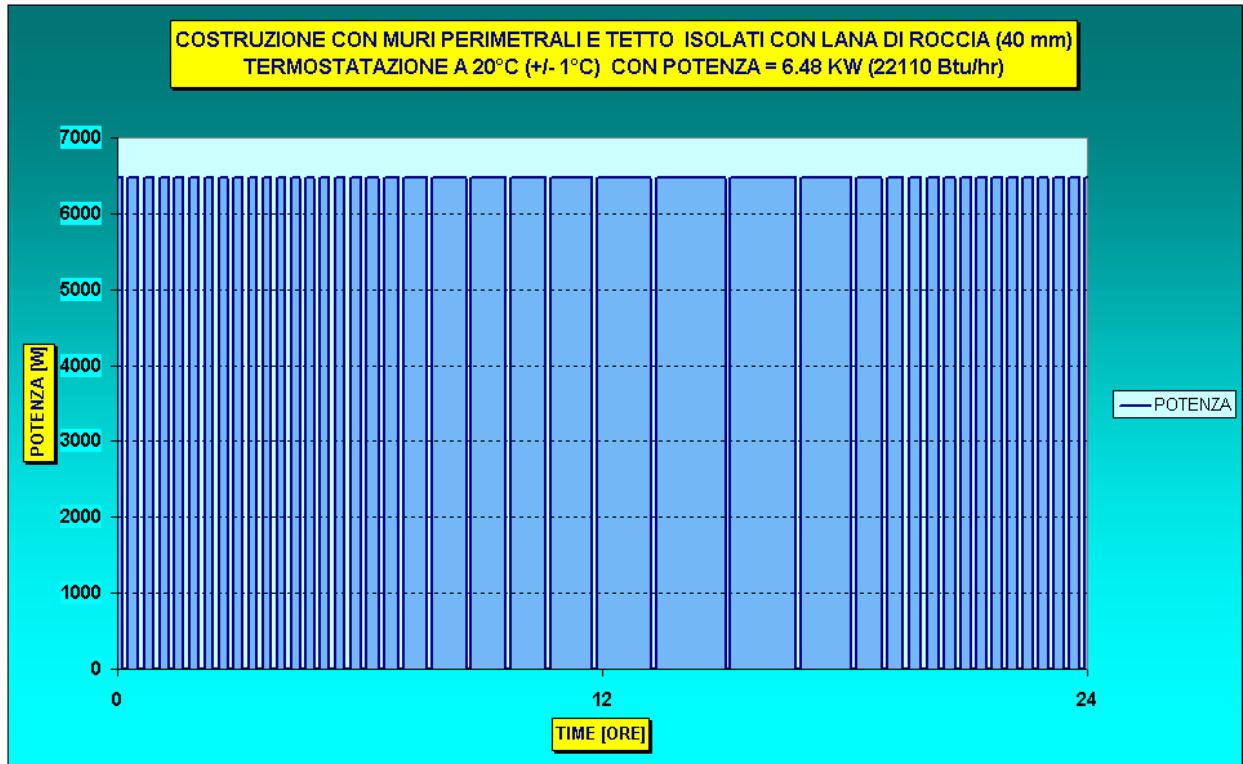 COSTRUZIONE CON MURI PERIMETRALI E TETTO ISOLATI CON LANA DI ROCCIA (40 mm)
TERMOSTATAZIONE A 20°C (+/- 1°C) CON POTENZA = 6.48 KW (22110 Btu/hr)
7000
6000
5000
4000
3000
2000
1000
0
POTENZA [W]
0
12
24
TIME [ORE]
POTENZA